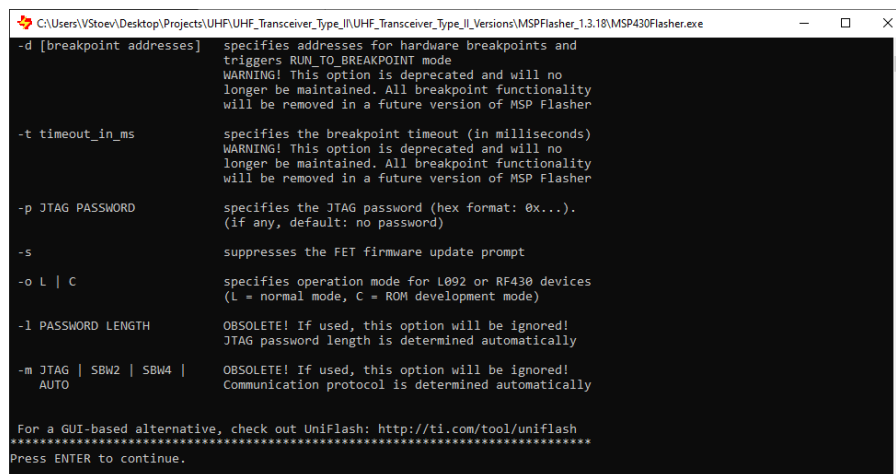 C:\Users\VStoev\Desktop\Projects\UHF\UHF_Transceiver_Type_II\UHF_Transceiver_Type_II_Versions\MSPFlasher_1.3.18\MSP430Flasher.exe
-d [breakpoint addresses]   specifies addresses for hardware breakpoints and
triggers RUN_TO_BREAKPOINT mode
WARNING! This option is deprecated and will no
longer be maintained. All breakpoint functionality
will be removed in a future version of MSP Flasher
-t timeout_in_ms   specifies the breakpoint timeout (in milliseconds)
WARNING! This option is deprecated and will no
longer be maintained. All breakpoint functionality
will be removed in a future version of MSP Flasher
-p JTAG PASSWORD   specifies the JTAG password (hex format: 0x...).
(if any, default: no password)
-s   suppresses the FET firmware update prompt
-o L | C   specifies operation mode for L092 or RF430 devices
(L = normal mode, C = ROM development mode)
-l PASSWORD LENGTH   OBSOLETE! If used, this option will be ignored!
JTAG password length is determined automatically
-m JTAG | SBW2 | SBW4 |   OBSOLETE! If used, this option will be ignored!
AUTO   Communication protocol is determined automatically
For a GUI-based alternative, check out UniFlash: http://ti.com/tool/uniflash
*******************************************************************************
Press ENTER to continue.